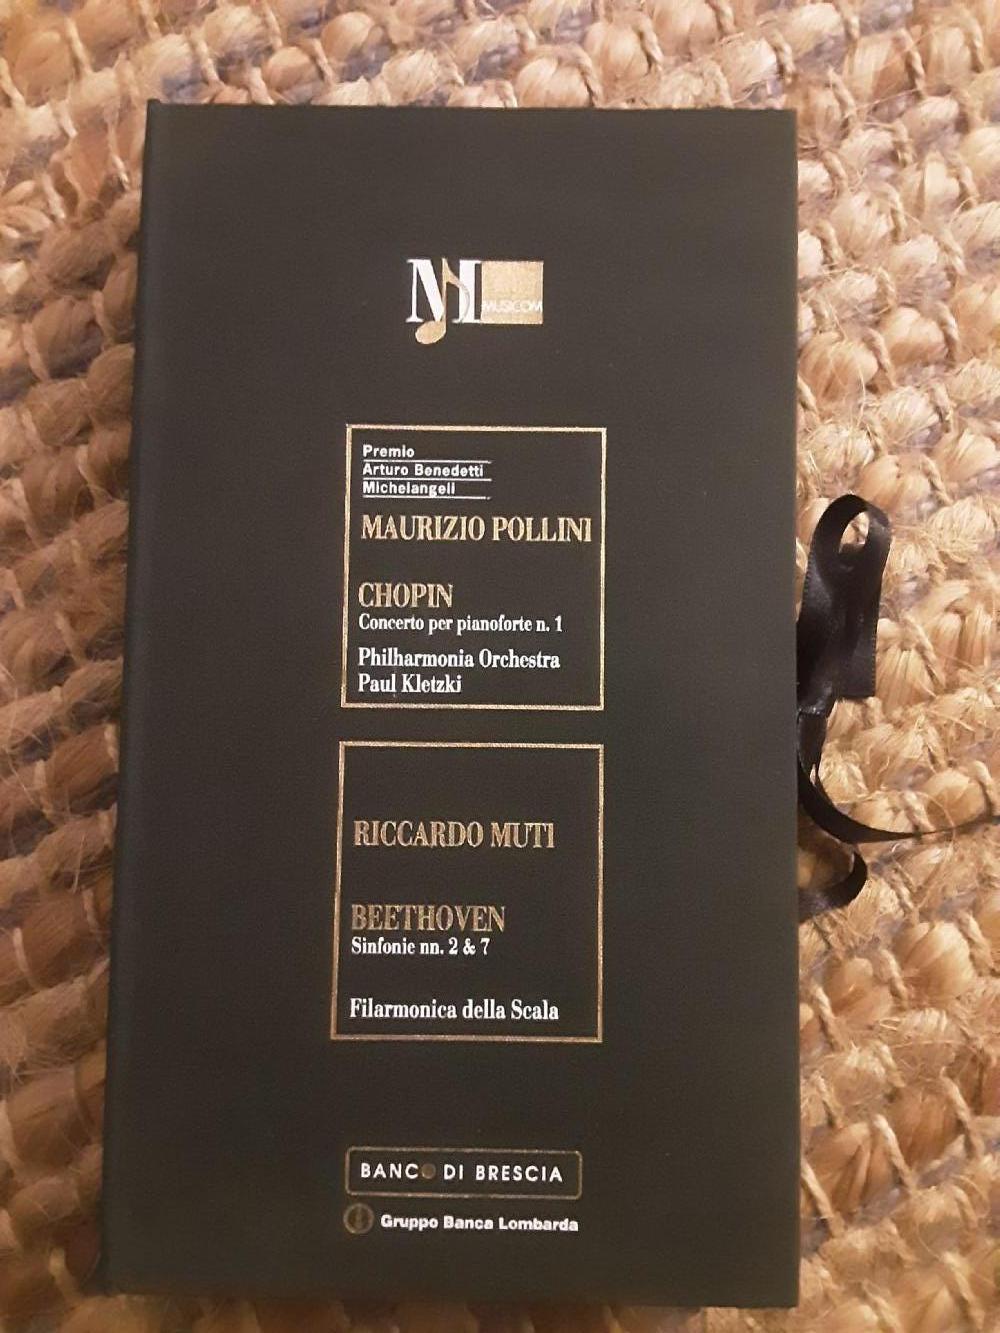 M
MUSICOM
Premio
Arturo Benedetti
Michelangeli
MAURIZIO POLLINI
CHOPIN
Concerto per pianoforte n. 1
Philharmonia Orchestra
Paul Kletzki
RICCARDO MUTI
BEETHOVEN
Sinfonie nn. 2 & 7
Filarmonica della Scala
BANCO DI BRESCIA
Gruppo Banca Lombarda